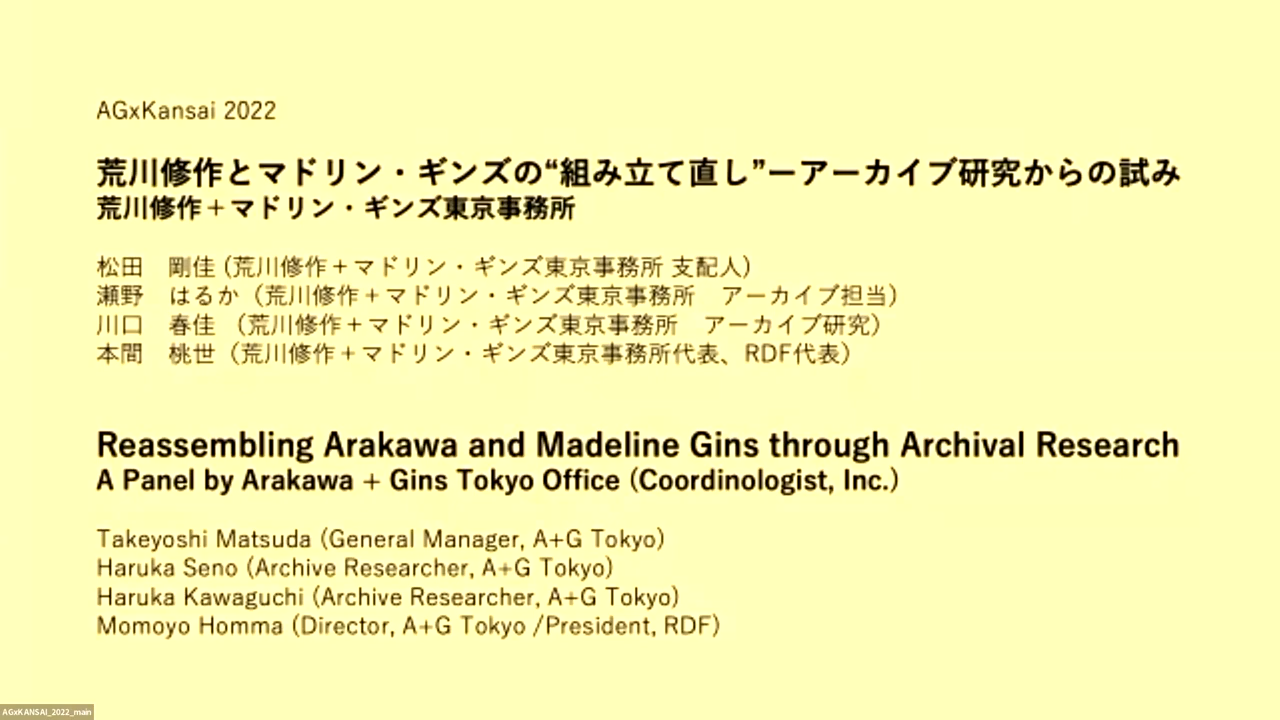 AGxKansai 2022
荒川修作とマドリン・ギンズの“組み立て直し”ーアーカイブ研究からの試み
荒川修作＋マドリン・ギンズ東京事務所
松田　剛佳 (荒川修作＋マドリン・ギンズ東京事務所 支配人)
瀬野　はるか（荒川修作＋マドリン・ギンズ東京事務所　アーカイブ担当）
川口　春佳 （荒川修作＋マドリン・ギンズ東京事務所　アーカイブ研究）
本間　桃世（荒川修作＋マドリン・ギンズ東京事務所代表、RDF代表）
Reassembling Arakawa and Madeline Gins through Archival Research
A Panel by Arakawa + Gins Tokyo Office (Coordinologist, Inc.)
Takeyoshi Matsuda (General Manager, A+G Tokyo)
Haruka Seno (Archive Researcher, A+G Tokyo)
Haruka Kawaguchi (Archive Researcher, A+G Tokyo)
Momoyo Homma (Director, A+G Tokyo /President, RDF)
AGxKANSAI_2022_main